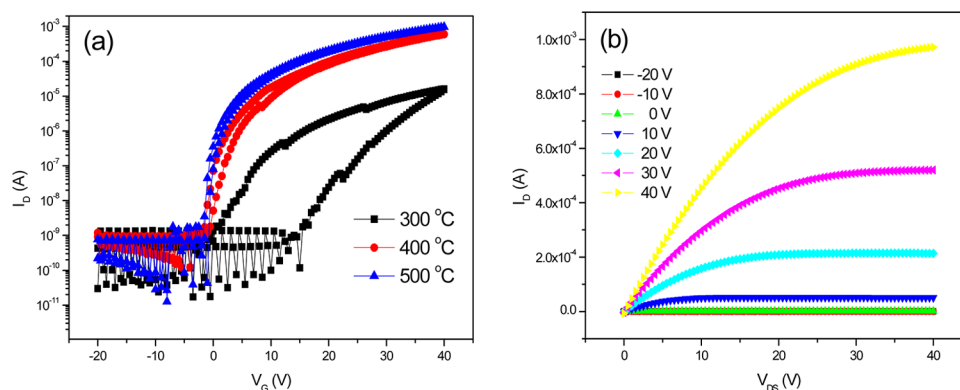 (a)
10⁻³
10⁻⁴
10⁻⁵
10⁻⁶
10⁻⁷
10⁻⁸
10⁻⁹
10⁻¹⁰
10⁻¹¹
I_D (A)
300 °C
400 °C
500 °C
-20 -10 0 10 20 30 40
V_G (V)
(b)
1.0x10⁻³
8.0x10⁻⁴
6.0x10⁻⁴
4.0x10⁻⁴
2.0x10⁻⁴
0.0
I_D (A)
-20 V
-10 V
0 V
10 V
20 V
30 V
40 V
0 10 20 30 40
V_DS (V)